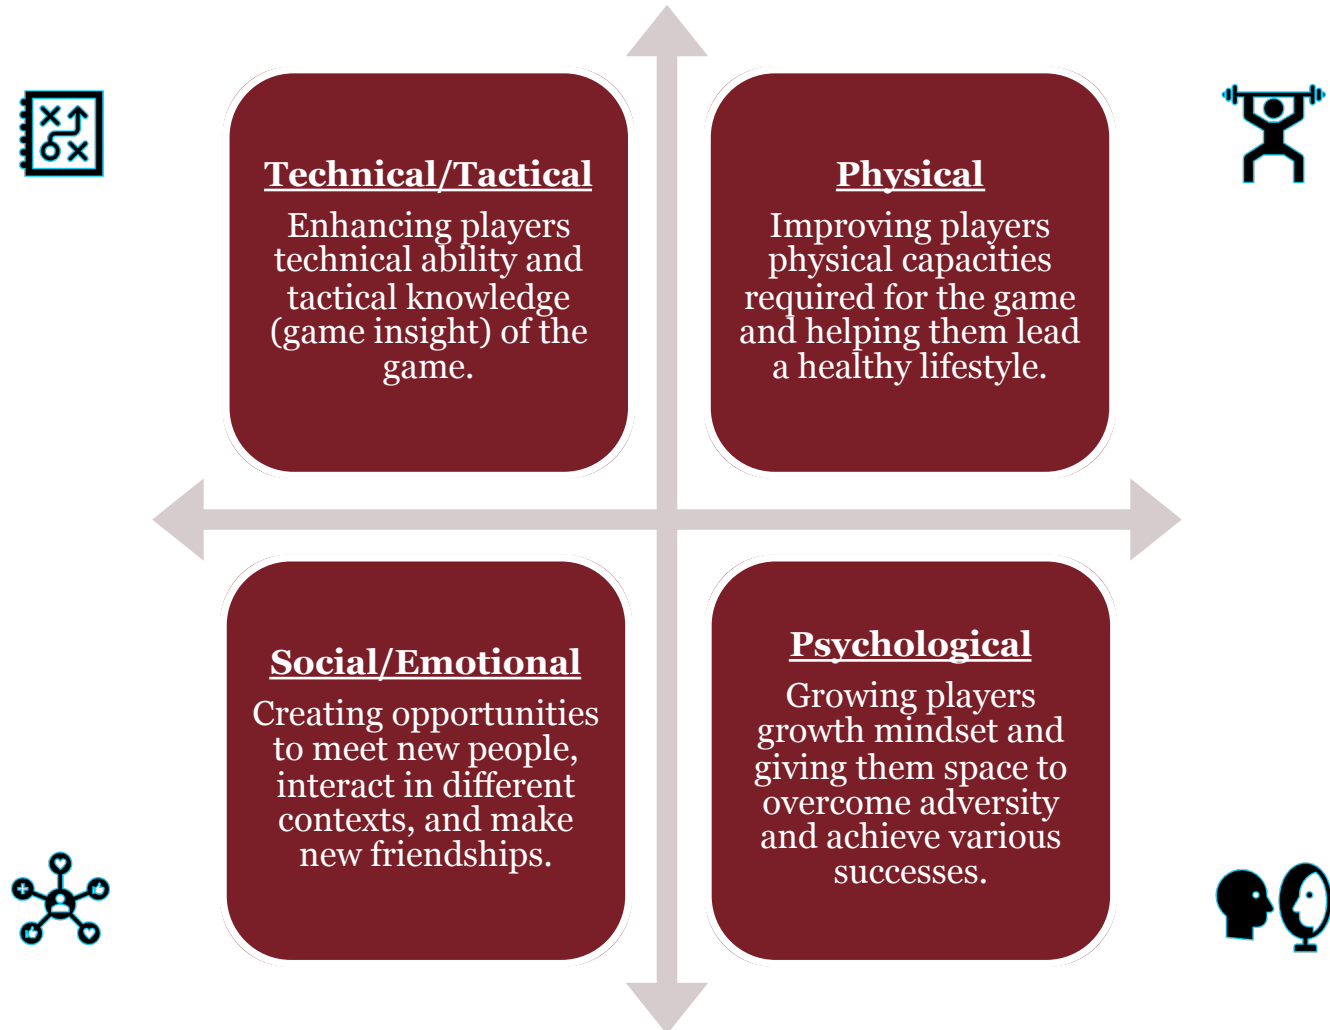 Technical/Tactical
Enhancing players
technical ability and
tactical knowledge
(game insight) of the
game.
Physical
Improving players
physical capacities
required for the game
and helping them lead
a healthy lifestyle.
Social/Emotional
Creating opportunities
to meet new people,
interact in different
contexts, and make
new friendships.
Psychological
Growing players
growth mindset and
giving them space to
overcome adversity
and achieve various
successes.